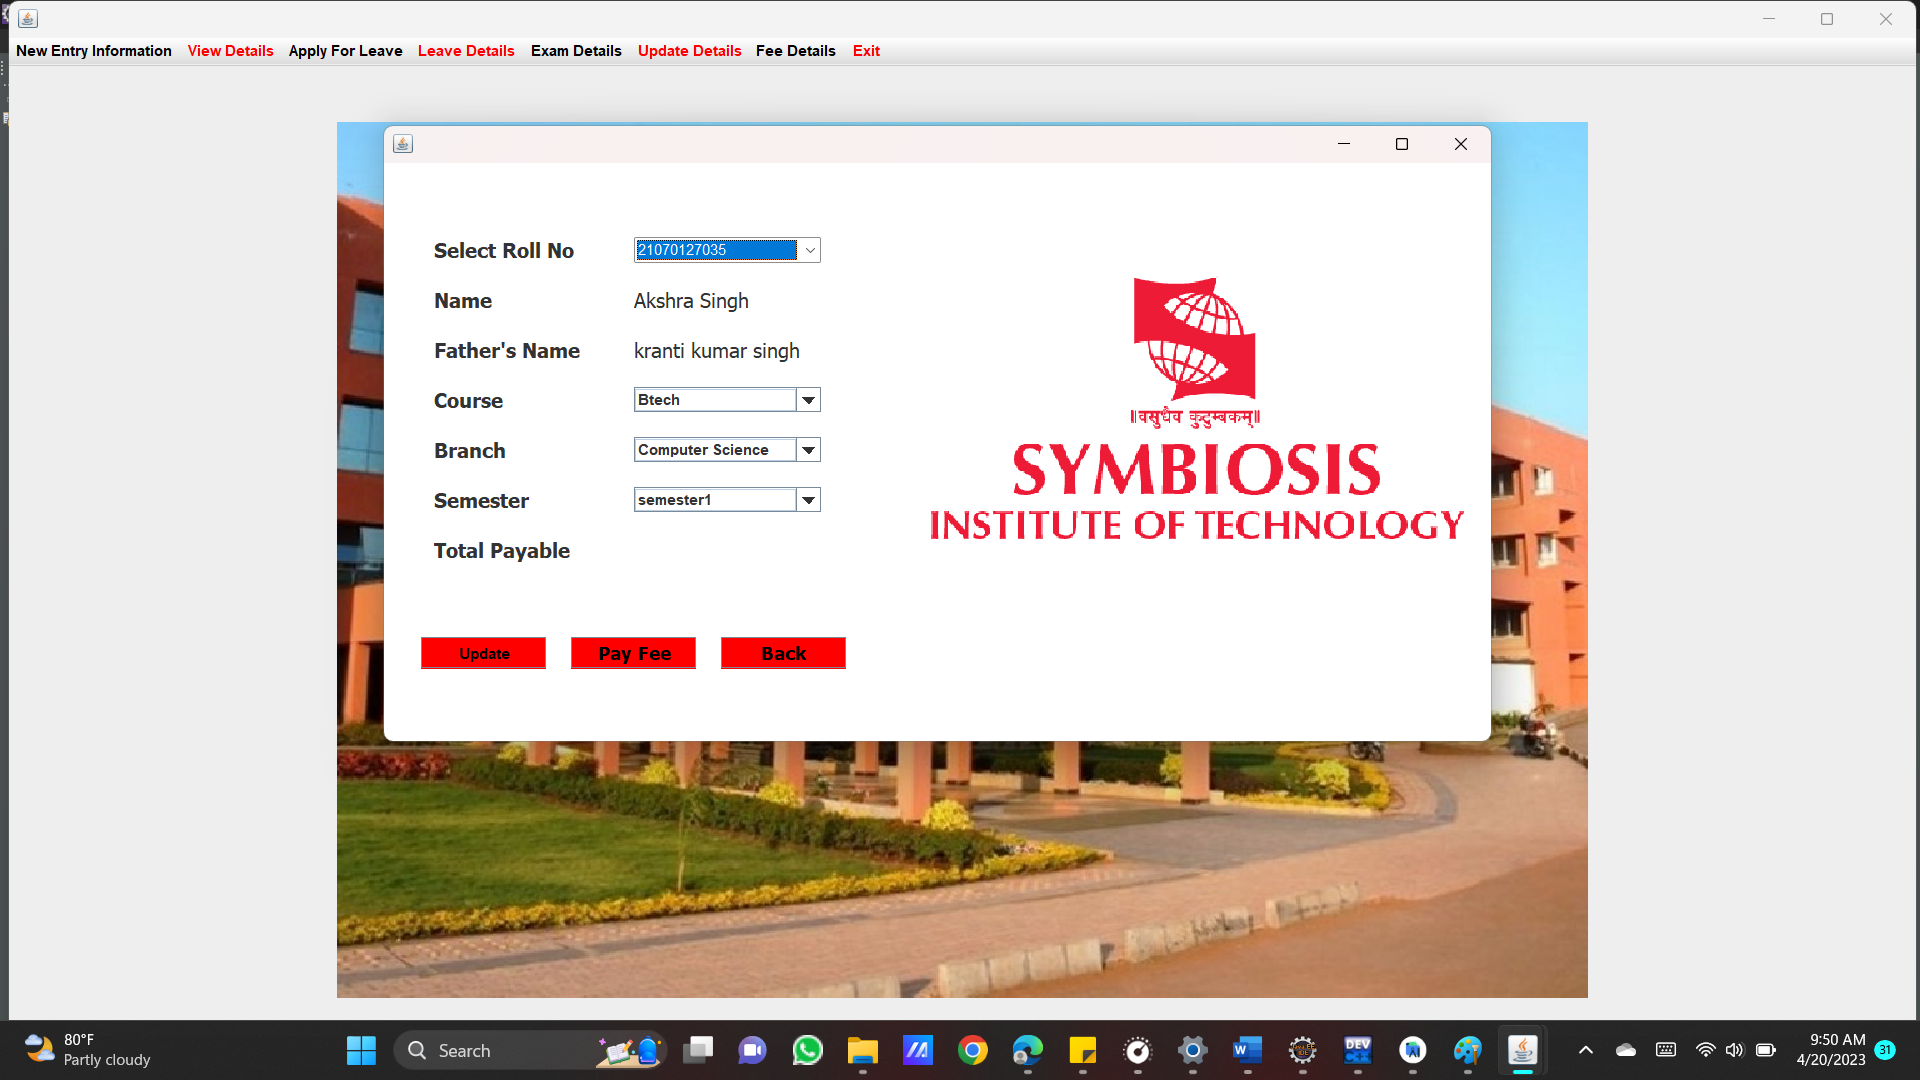 New Entry Information View Details Apply For Leave Leave Details Exam Details Update Details Fee Details Exit
Select Roll No 21070127035
Name Akshra Singh
Father's Name kranti kumar singh
Course Btech
Branch Computer Science
Semester semester1
Total Payable
Update Pay Fee Back
॥वसुधैव कुटुम्बकम्॥
SYMBIOSIS
INSTITUTE OF TECHNOLOGY
80°F
Partly cloudy
Search
W
DEV
C++
9:50 AM
4/20/2023
31